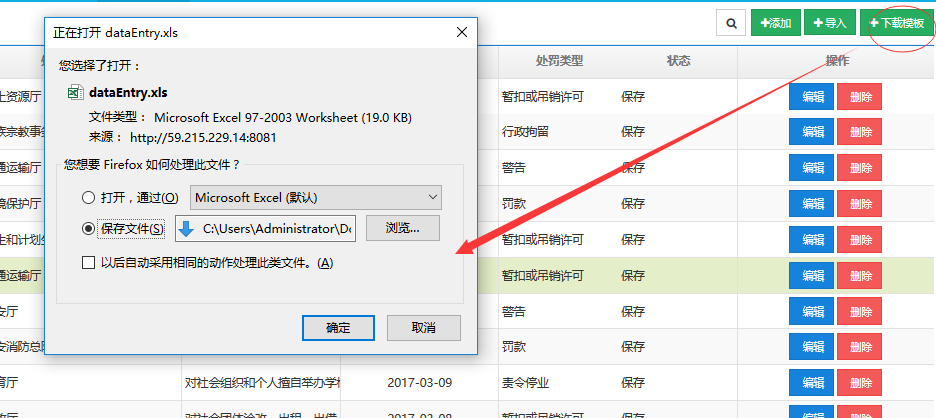 正在打开 dataEntry.xls
您选择了打开：
dataEntry.xls
文件类型： Microsoft Excel 97-2003 Worksheet (19.0 KB)
来源： http://59.215.229.14:8081
您想要 Firefox 如何处理此文件？
打开，通过(O) Microsoft Excel (默认)
保存文件(S) C:\Users\Administrator\Do 浏览...
以后自动采用相同的动作处理此类文件。(A)
确定 取消
添加 导入 下载模板
处罚类型 状态 操作
土资源厅 暂扣或吊销许可 保存 编辑 删除
族宗教事务 行政拘留 保存 编辑 删除
通运输厅 警告 保存 编辑 删除
境保护厅 罚款 保存 编辑 删除
生和计划生 暂扣或吊销许可 保存 编辑 删除
通运输厅 暂扣或吊销许可 保存 编辑 删除
安厅 警告 保存 编辑 删除
安消防总队 罚款 保存 编辑 删除
育厅 对社会组织和个人擅自举办学校 2017-03-09 责令停业 保存 编辑 删除
2017-03-08 暂扣或吊销许可 保存 编辑 删除